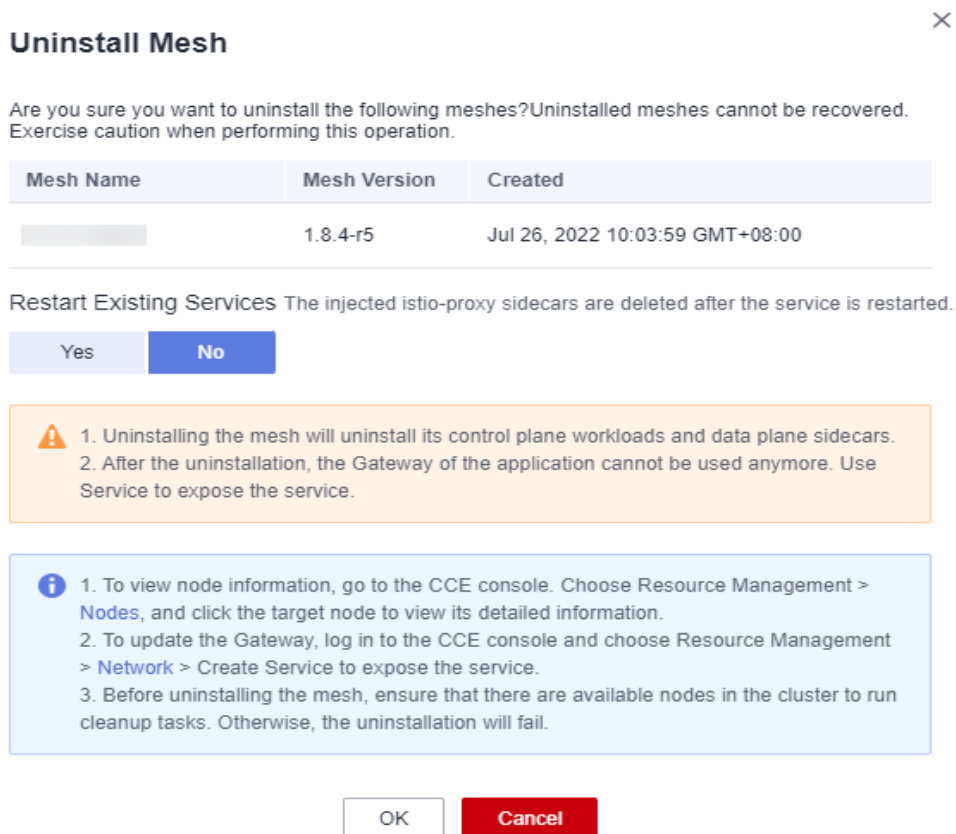 Uninstall Mesh
Are you sure you want to uninstall the following meshes?Uninstalled meshes cannot be recovered.
Exercise caution when performing this operation.
Mesh Name Mesh Version Created
1.8.4-r5 Jul 26, 2022 10:03:59 GMT+08:00
Restart Existing Services The injected istio-proxy sidecars are deleted after the service is restarted.
Yes No
1. Uninstalling the mesh will uninstall its control plane workloads and data plane sidecars.
2. After the uninstallation, the Gateway of the application cannot be used anymore. Use
Service to expose the service.
1. To view node information, go to the CCE console. Choose Resource Management >
Nodes, and click the target node to view its detailed information.
2. To update the Gateway, log in to the CCE console and choose Resource Management
> Network > Create Service to expose the service.
3. Before uninstalling the mesh, ensure that there are available nodes in the cluster to run
cleanup tasks. Otherwise, the uninstallation will fail.
OK Cancel